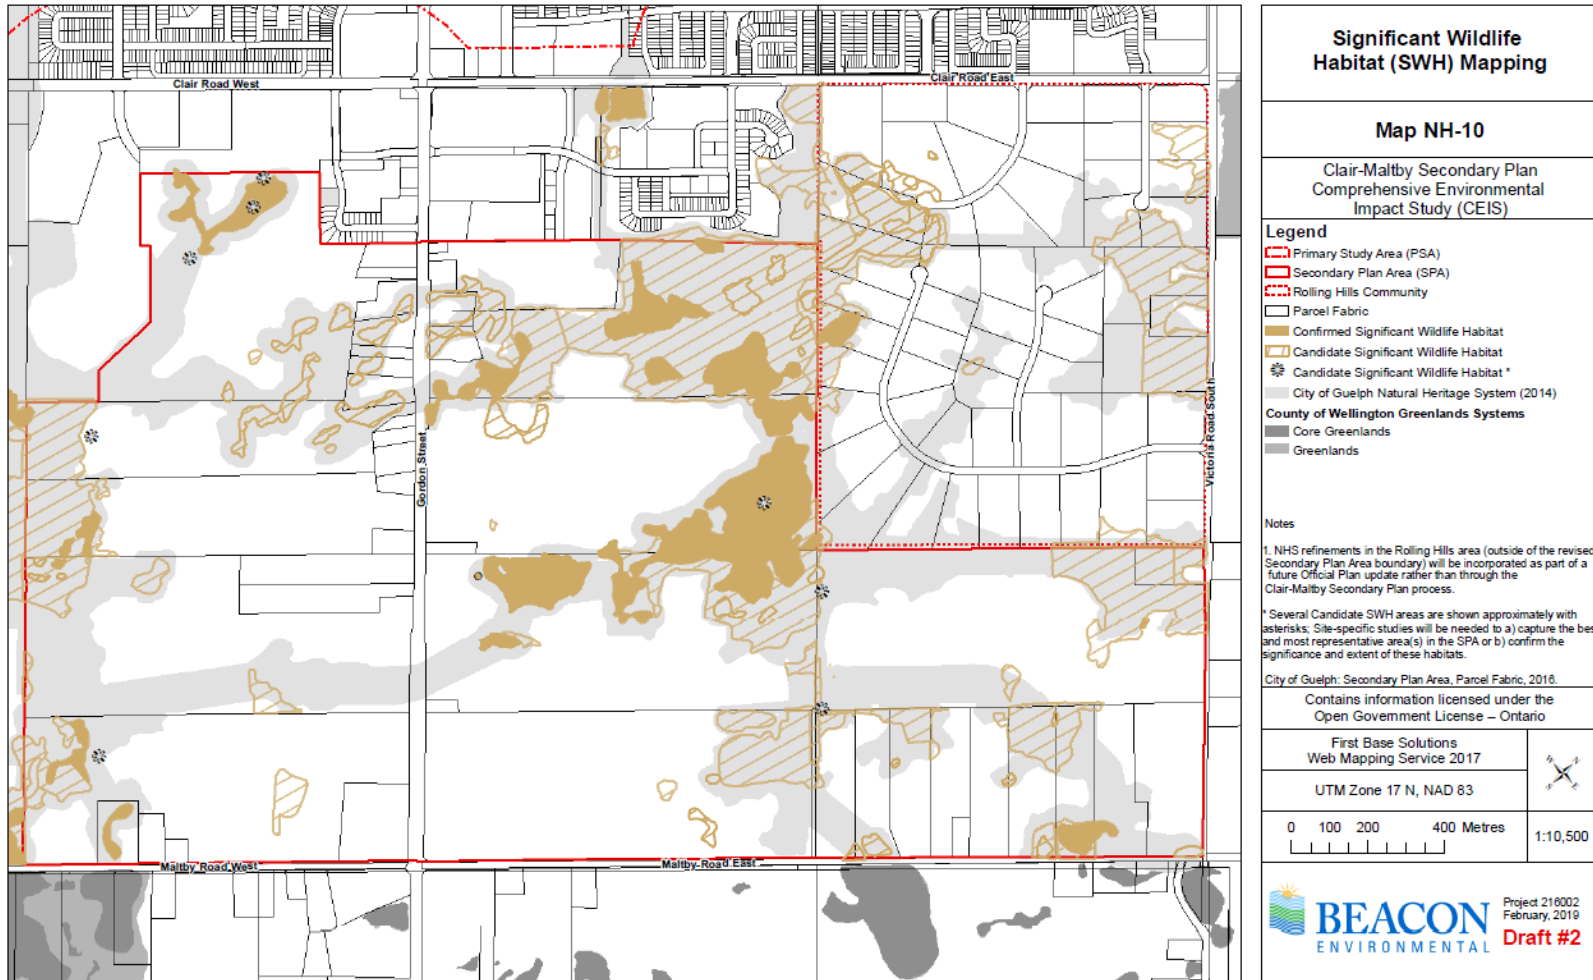 Clair Road West
Clair Road East
Gordon Street
Victoria Road South
Maltby Road West
Maltby Road East
Significant Wildlife
Habitat (SWH) Mapping
Map NH-10
Clair-Maltby Secondary Plan
Comprehensive Environmental
Impact Study (CEIS)
Legend
Primary Study Area (PSA)
Secondary Plan Area (SPA)
Rolling Hills Community
Parcel Fabric
Confirmed Significant Wildlife Habitat
Candidate Significant Wildlife Habitat
Candidate Significant Wildlife Habitat *
City of Guelph Natural Heritage System (2014)
County of Wellington Greenlands Systems
Core Greenlands
Greenlands
Notes
1. NHS refinements in the Rolling Hills area (outside of the revised
Secondary Plan Area boundary) will be incorporated as part of a
future Official Plan update rather than through the
Clair-Maltby Secondary Plan process.
* Several Candidate SWH areas are shown approximately with
asterisks; Site-specific studies will be needed to a) capture the bes
and most representative area(s) in the SPA or b) confirm the
significance and extent of these habitats.
City of Guelph: Secondary Plan Area, Parcel Fabric, 2016.
Contains information licensed under the
Open Government License – Ontario
First Base Solutions
Web Mapping Service 2017
UTM Zone 17 N, NAD 83
W N
S E
0 100 200 400 Metres
1:10,500
BEACON
ENVIRONMENTAL
Project 216002
February, 2019
Draft #2